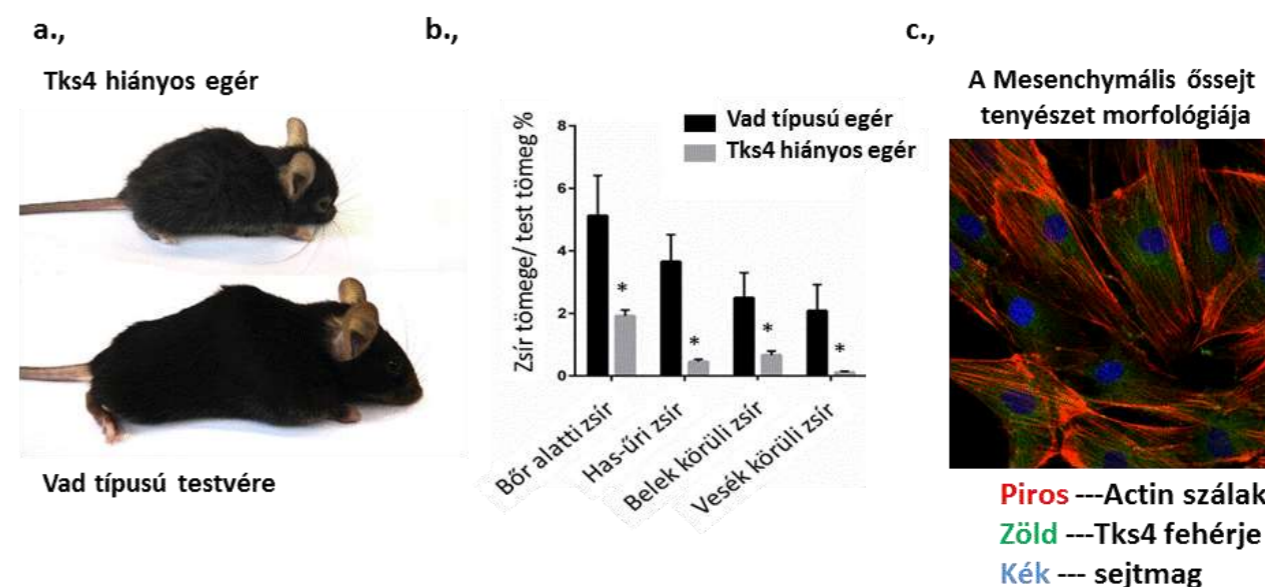 a.,
Tks4 hiányos egér
Vad típusú testvére
b.,
Zsír tömege/ test tömeg %
8
6
4
2
0
Vad típusú egér
Tks4 hiányos egér
*
*
*
*
Bőr alatti zsír
Has-űri zsír
Belek körüli zsír
Vesék körüli zsír
c.,
A Mesenchymális őssejt
tenyészet morfológiája
Piros ---Actin szálak
Zöld ---Tks4 fehérje
Kék --- sejtmag